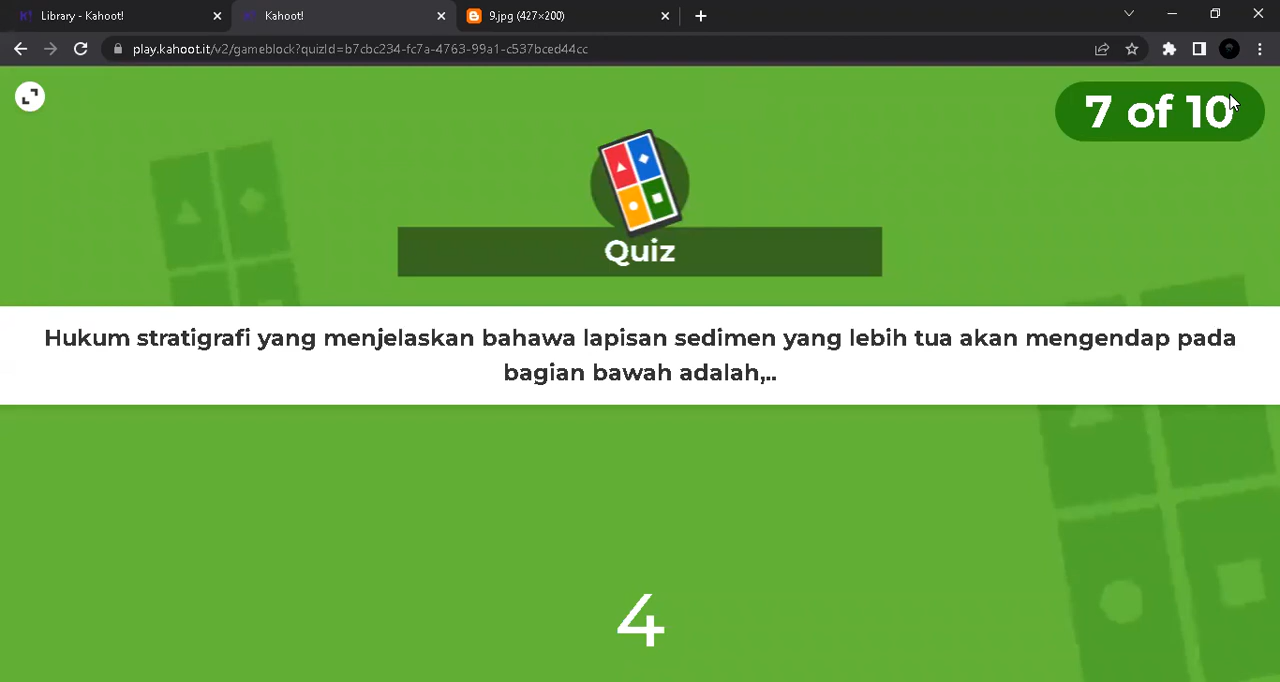 Library - Kahoot!
Kahoot!
9.jpg (427×200)
play.kahoot.it/v2/gameblock?quizId=b7cbc234-fc7a-4763-99a1-c537bced44cc
7 of 10
Quiz
Hukum stratigrafi yang menjelaskan bahawa lapisan sedimen yang lebih tua akan mengendap pada
bagian bawah adalah,..
4